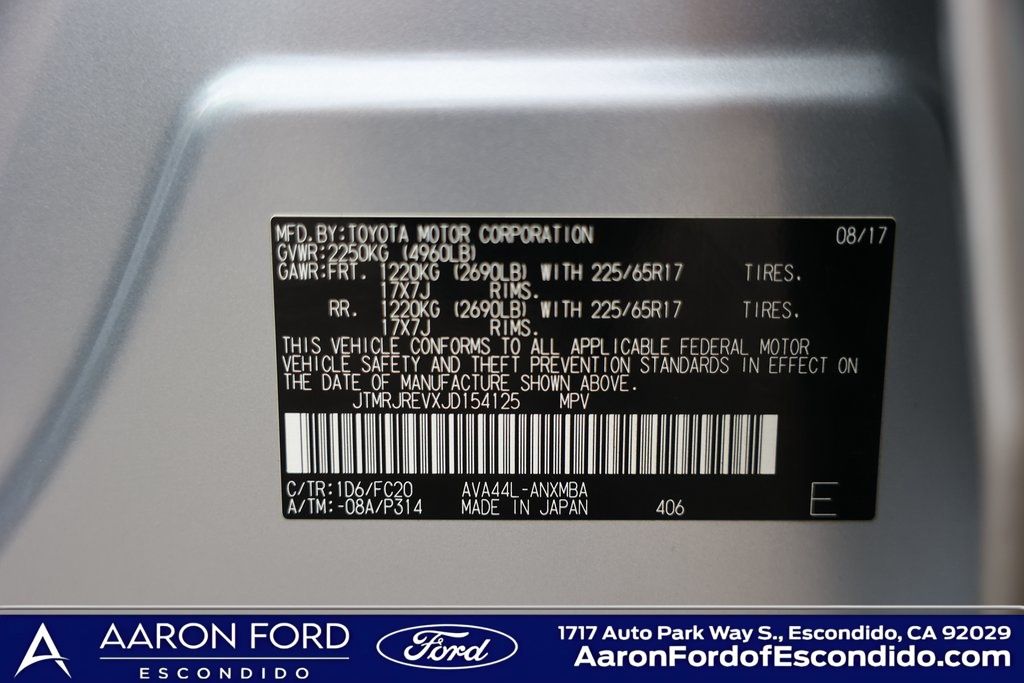 MFD.BY:TOYOTA MOTOR CORPORATION 08/17
GVWR:2250KG (4960LB)
GAWR:FRT. 1220KG (2690LB) WITH 225/65R17 TIRES.
17X7J RIMS.
RR. 1220KG (2690LB) WITH 225/65R17 TIRES.
17X7J RIMS.
THIS VEHICLE CONFORMS TO ALL APPLICABLE FEDERAL MOTOR
VEHICLE SAFETY AND THEFT PREVENTION STANDARDS IN EFFECT ON
THE DATE OF MANUFACTURE SHOWN ABOVE.
JTMRJREVXJD154125 MPV
C/TR:1D6/FC20 AVA44L-ANXMBA
A/TM:-08A/P314 MADE IN JAPAN 406 E
AARON FORD
ESCONDIDO
Ford
1717 Auto Park Way S., Escondido, CA 92029
AaronFordofEscondido.com